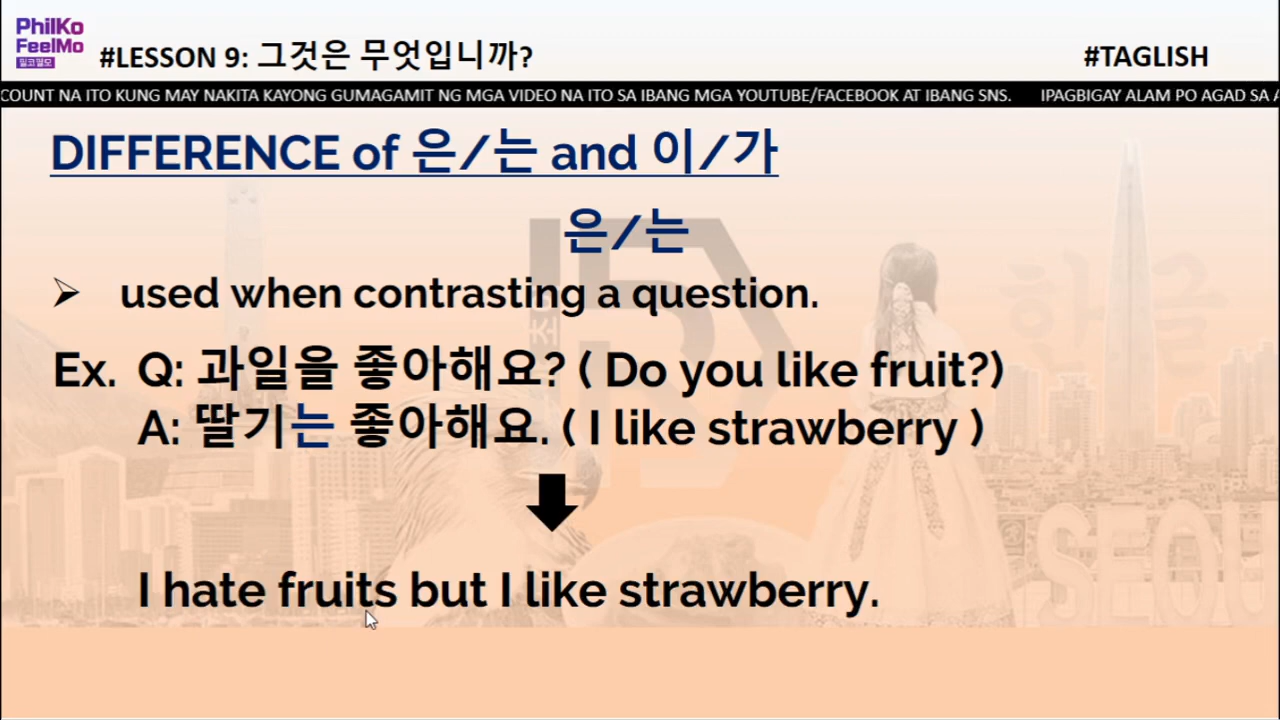 PhilKo
FeelMo
필코필모
#LESSON 9: 그것은 무엇입니까?
#TAGLISH
COUNT NA ITO KUNG MAY NAKITA KAYONG GUMAGAMIT NG MGA VIDEO NA ITO SA IBANG MGA YOUTUBE/FACEBOOK AT IBANG SNS. IPAGBIGAY ALAM PO AGAD SA A
DIFFERENCE of 은/는 and 이/가
은/는
➢ used when contrasting a question.
Ex. Q: 과일을 좋아해요? ( Do you like fruit?)
A: 딸기는 좋아해요. ( I like strawberry )
I hate fruits but I like strawberry.
한글
SEOU